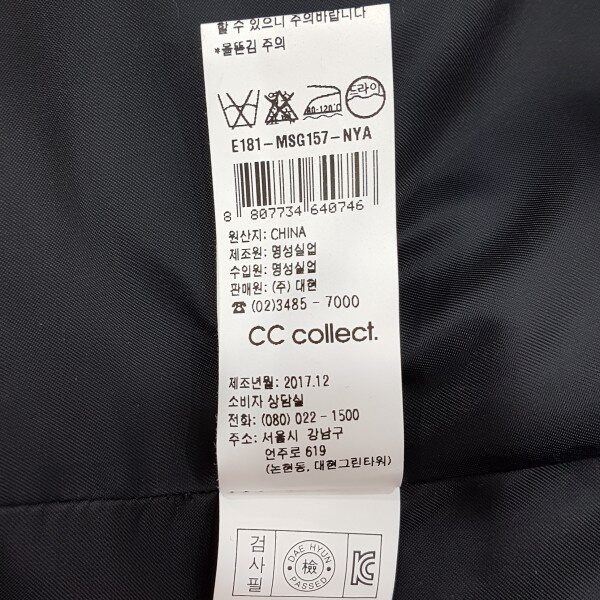 할 수 있으니 주의바랍니다
*올뜯김 주의
80-120℃
드라이
E181-MSG157-NYA
8 807734 640746
원산지: CHINA
제조원: 명성실업
수입원: 명성실업
판매원: (주) 대현
☎ (02)3485 - 7000
CC collect.
제조년월: 2017.12
소비자 상담실
전화: (080) 022 - 1500
주소: 서울시 강남구
언주로 619
(논현동, 대현그린타워)
검사필
DAE HYUN
檢
PASSED
KC